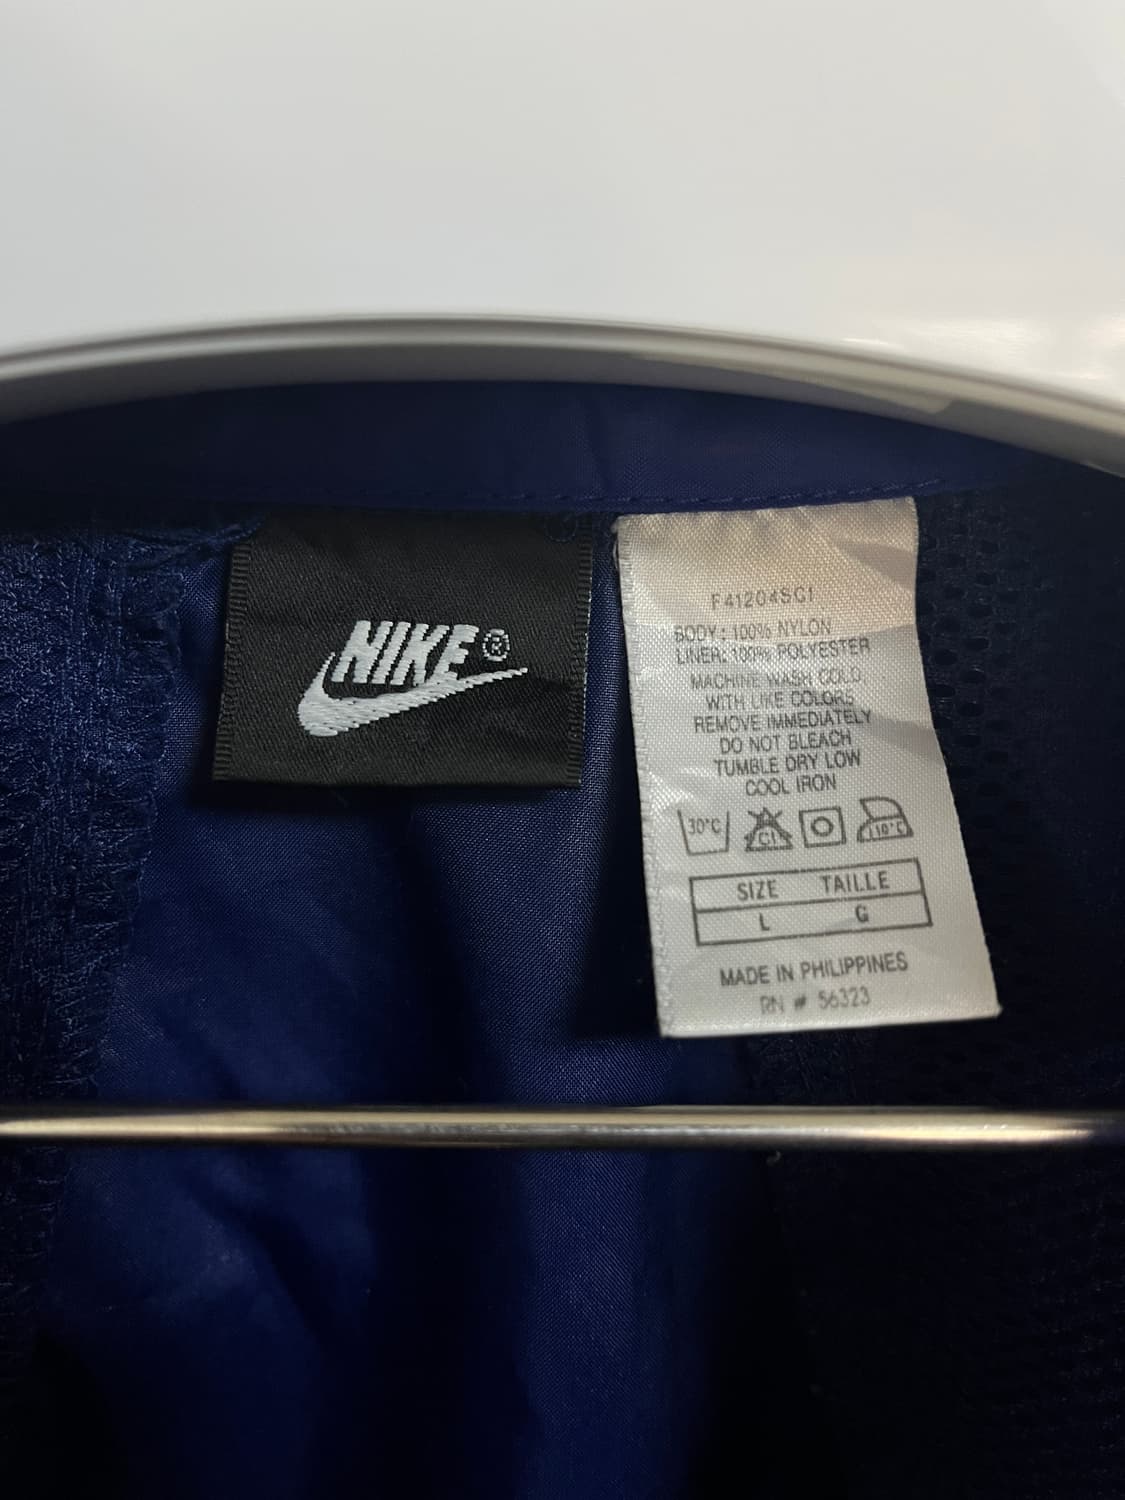 NIKE®
F41204SC1
BODY: 100% NYLON
LINER: 100% POLYESTER
MACHINE WASH COLD
WITH LIKE COLORS
REMOVE IMMEDIATELY
DO NOT BLEACH
TUMBLE DRY LOW
COOL IRON
30°C Cl 110°C
SIZE TAILLE
L G
MADE IN PHILIPPINES
RN # 56323